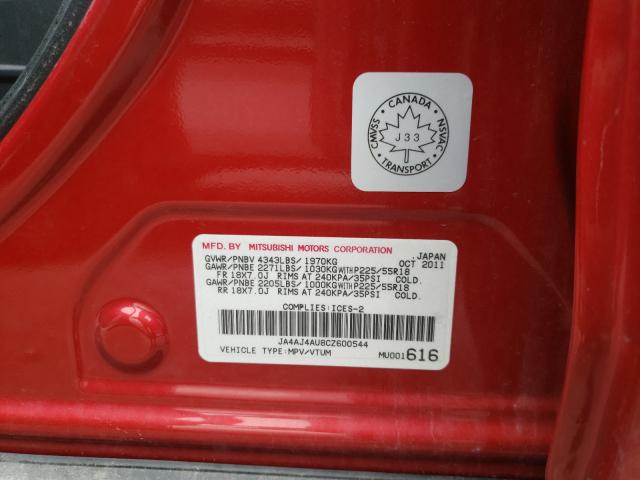 CANADA
CMVSS
NSVAC
J33
TRANSPORT
MFD. BY MITSUBISHI MOTORS CORPORATION JAPAN
GVWR/PNBV 4343LBS/ 1970KG OCT 2011
GAWR/PNBE 2271LBS/ 1030KG WITH P225/55R18
FR 18X7.0J RIMS AT 240KPA/35PSI COLD.
GAWR/PNBE 2205LBS/ 1000KG WITH P225/55R18
RR 18X7.0J RIMS AT 240KPA/35PSI COLD.
COMPLIES:ICES-2
JA4AJ4AU8CZ600544
VEHICLE TYPE:MPV/VTUM MU001616